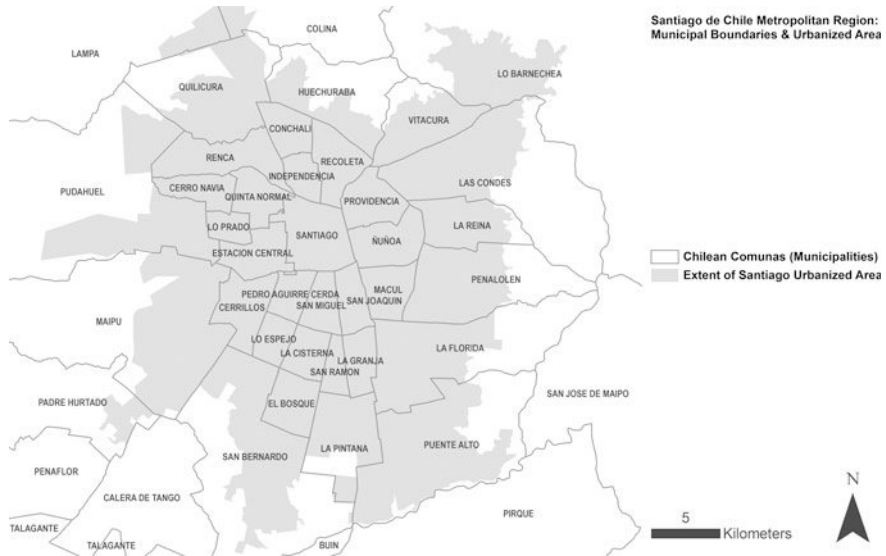 Santiago de Chile Metropolitan Region:
Municipal Boundaries & Urbanized Area
COLINA
LAMPA
LO BARNECHEA
QUILICURA
HUECHURABA
VITACURA
CONCHALI
RENCA
RECOLETA
INDEPENDENCIA
LAS CONDES
PUDAHUEL
CERRO NAVIA
QUINTA NORMAL
PROVIDENCIA
LO PRADO
LA REINA
SANTIAGO
ÑUÑOA
ESTACION CENTRAL
Chilean Comunas (Municipalities)
Extent of Santiago Urbanized Area
PENALOLEN
MACUL
PEDRO AGUIRRE CERDA
SAN JOAQUIN
CERRILLOS
SAN MIGUEL
MAIPU
LO ESPEJO
LA FLORIDA
LA CISTERNA
LA GRANJA
SAN RAMON
SAN JOSE DE MAIPO
PADRE HURTADO
EL BOSQUE
PUENTE ALTO
LA PINTANA
SAN BERNARDO
PENAFLOR
CALERA DE TANGO
N
PIRQUE
5
Kilometers
TALAGANTE
TALAGANTE
BUIN